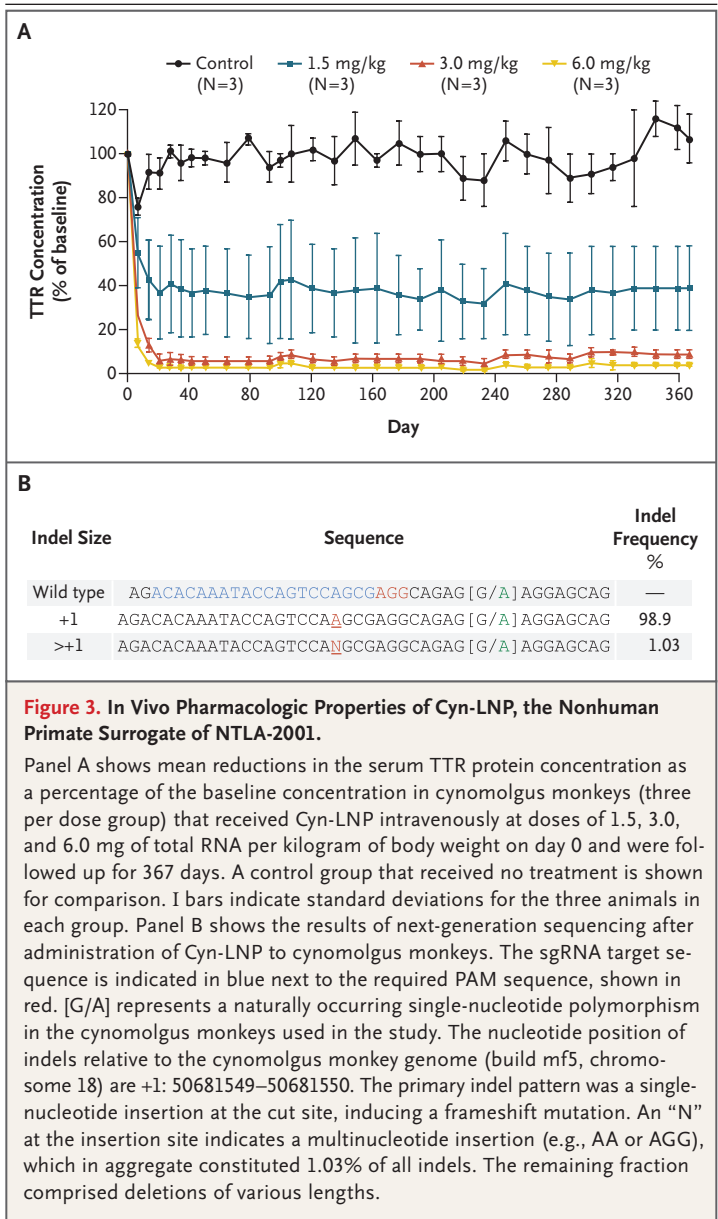 A
Control
(N=3)
1.5 mg/kg
(N=3)
3.0 mg/kg
(N=3)
6.0 mg/kg
(N=3)
TTR Concentration
(% of baseline)
120
100
80
60
40
20
0
0 40 80 120 160 200 240 280 320 360
Day
B
Indel Size Sequence Indel
Frequency
%
Wild type AGACACAAATACCAGTCCAGCGAGGCAGAG[G/A]AGGAGCAG —
+1 AGACACAAATACCAGTCCAAGCGAGGCAGAG[G/A]AGGAGCAG 98.9
>+1 AGACACAAATACCAGTCCANGCGAGGCAGAG[G/A]AGGAGCAG 1.03
Figure 3. In Vivo Pharmacologic Properties of Cyn-LNP, the Nonhuman
Primate Surrogate of NTLA-2001.
Panel A shows mean reductions in the serum TTR protein concentration as
a percentage of the baseline concentration in cynomolgus monkeys (three
per dose group) that received Cyn-LNP intravenously at doses of 1.5, 3.0,
and 6.0 mg of total RNA per kilogram of body weight on day 0 and were fol-
lowed up for 367 days. A control group that received no treatment is shown
for comparison. I bars indicate standard deviations for the three animals in
each group. Panel B shows the results of next-generation sequencing after
administration of Cyn-LNP to cynomolgus monkeys. The sgRNA target se-
quence is indicated in blue next to the required PAM sequence, shown in
red. [G/A] represents a naturally occurring single-nucleotide polymorphism
in the cynomolgus monkeys used in the study. The nucleotide position of
indels relative to the cynomolgus monkey genome (build mf5, chromo-
some 18) are +1: 50681549–50681550. The primary indel pattern was a single-
nucleotide insertion at the cut site, inducing a frameshift mutation. An “N”
at the insertion site indicates a multinucleotide insertion (e.g., AA or AGG),
which in aggregate constituted 1.03% of all indels. The remaining fraction
comprised deletions of various lengths.